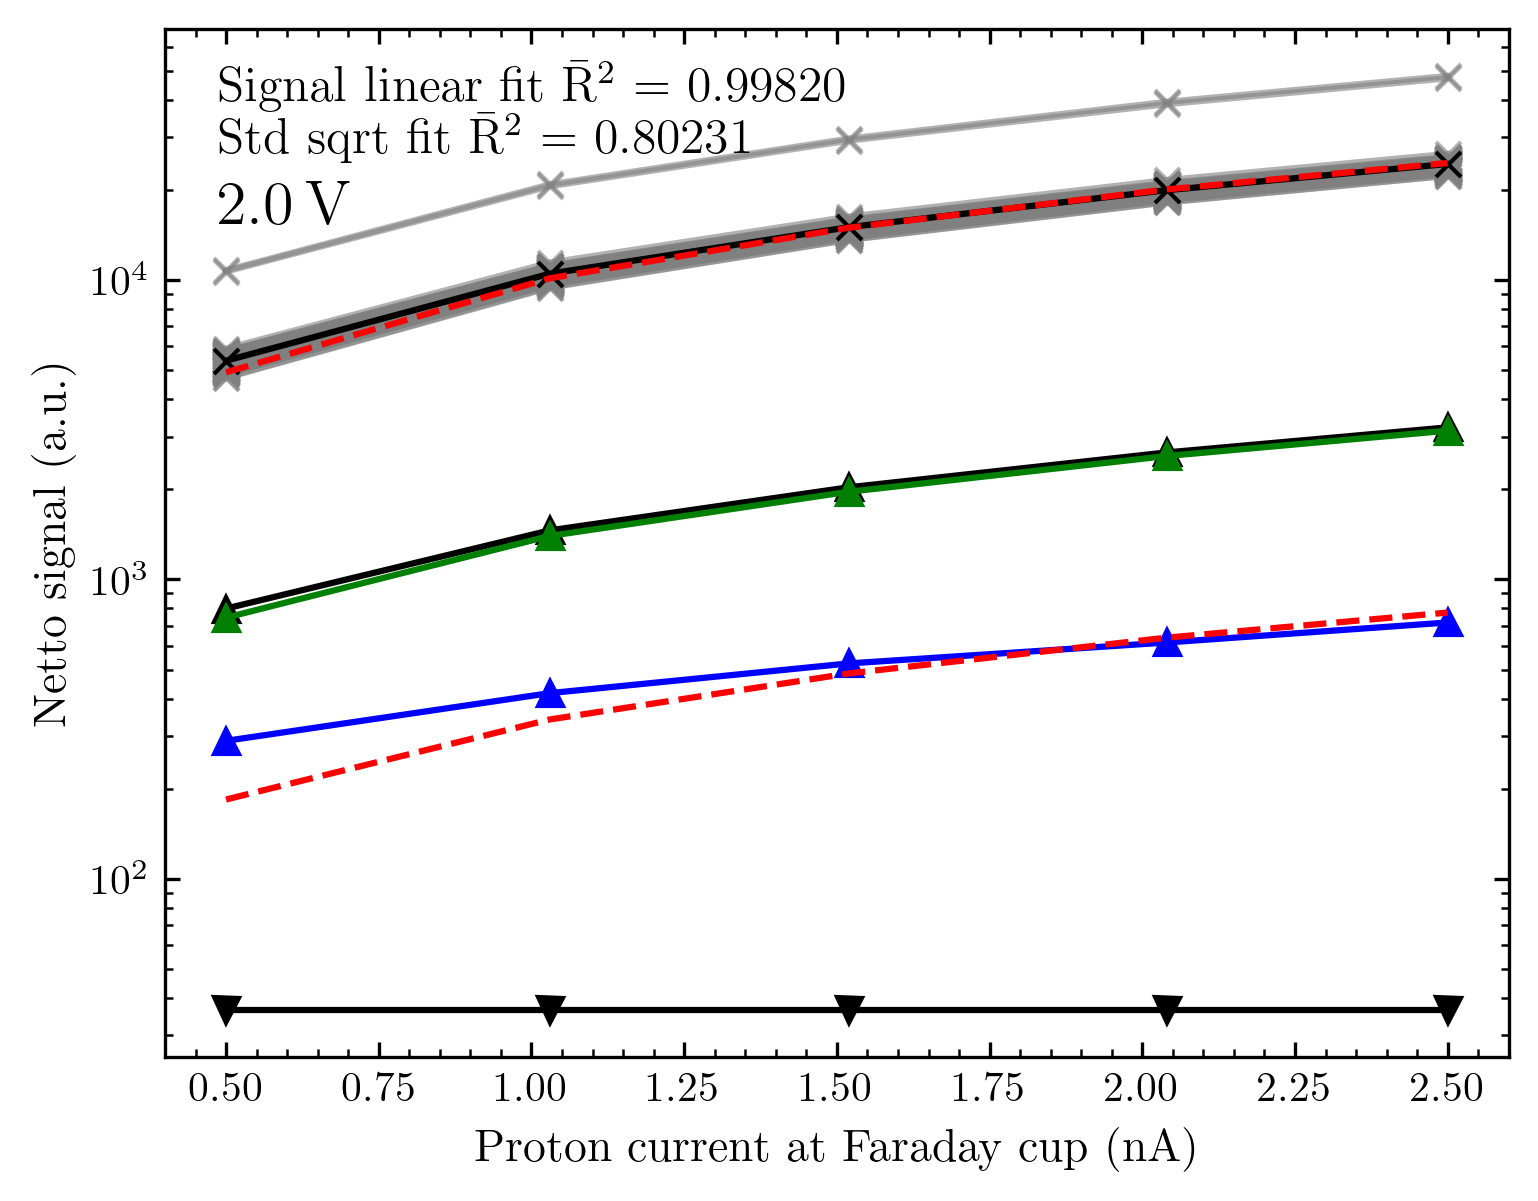 Signal linear fit R̄² = 0.99820
Std sqrt fit R̄² = 0.80231
2.0 V
10⁴
10³
10²
Netto signal (a.u.)
0.50 0.75 1.00 1.25 1.50 1.75 2.00 2.25 2.50
Proton current at Faraday cup (nA)